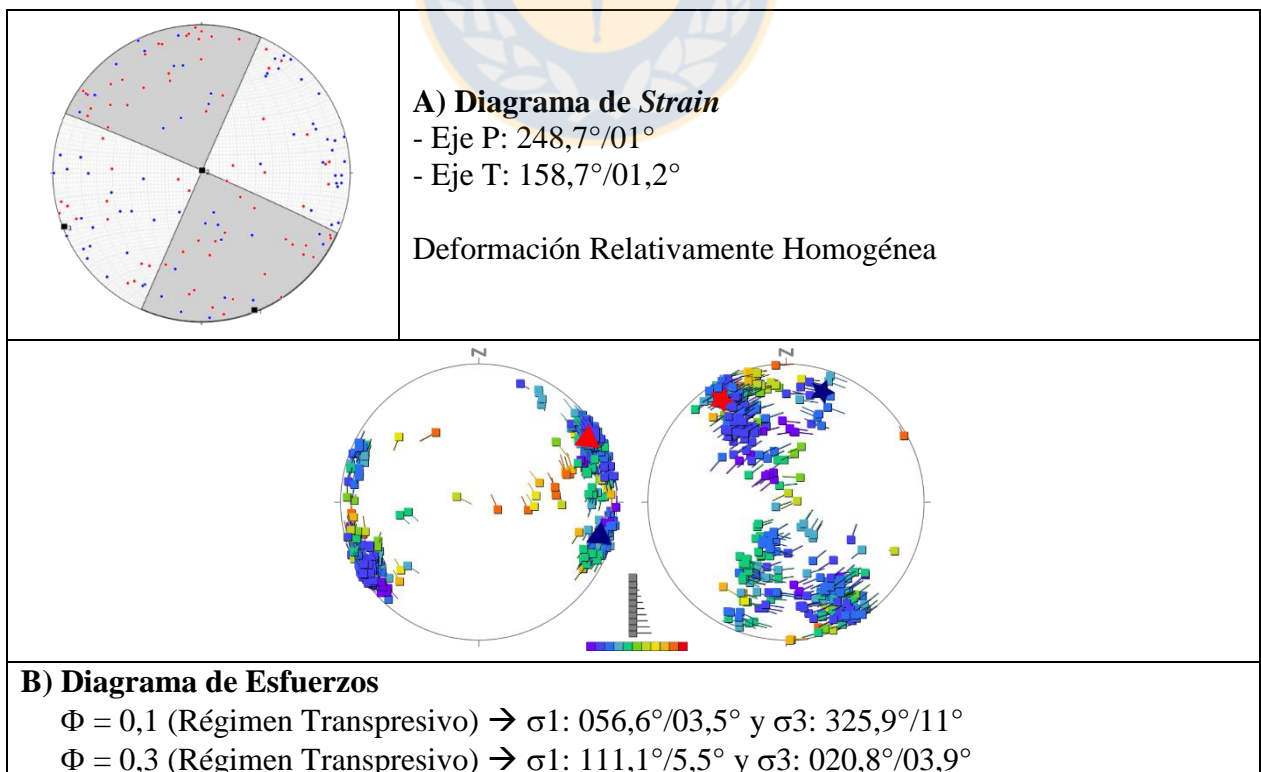 A) Diagrama de Strain
- Eje P: 248,7°/01°
- Eje T: 158,7°/01,2°
Deformación Relativamente Homogénea
N
N
B) Diagrama de Esfuerzos
Φ = 0,1 (Régimen Transpresivo) → σ1: 056,6°/03,5° y σ3: 325,9°/11°
Φ = 0,3 (Régimen Transpresivo) → σ1: 111,1°/5,5° y σ3: 020,8°/03,9°